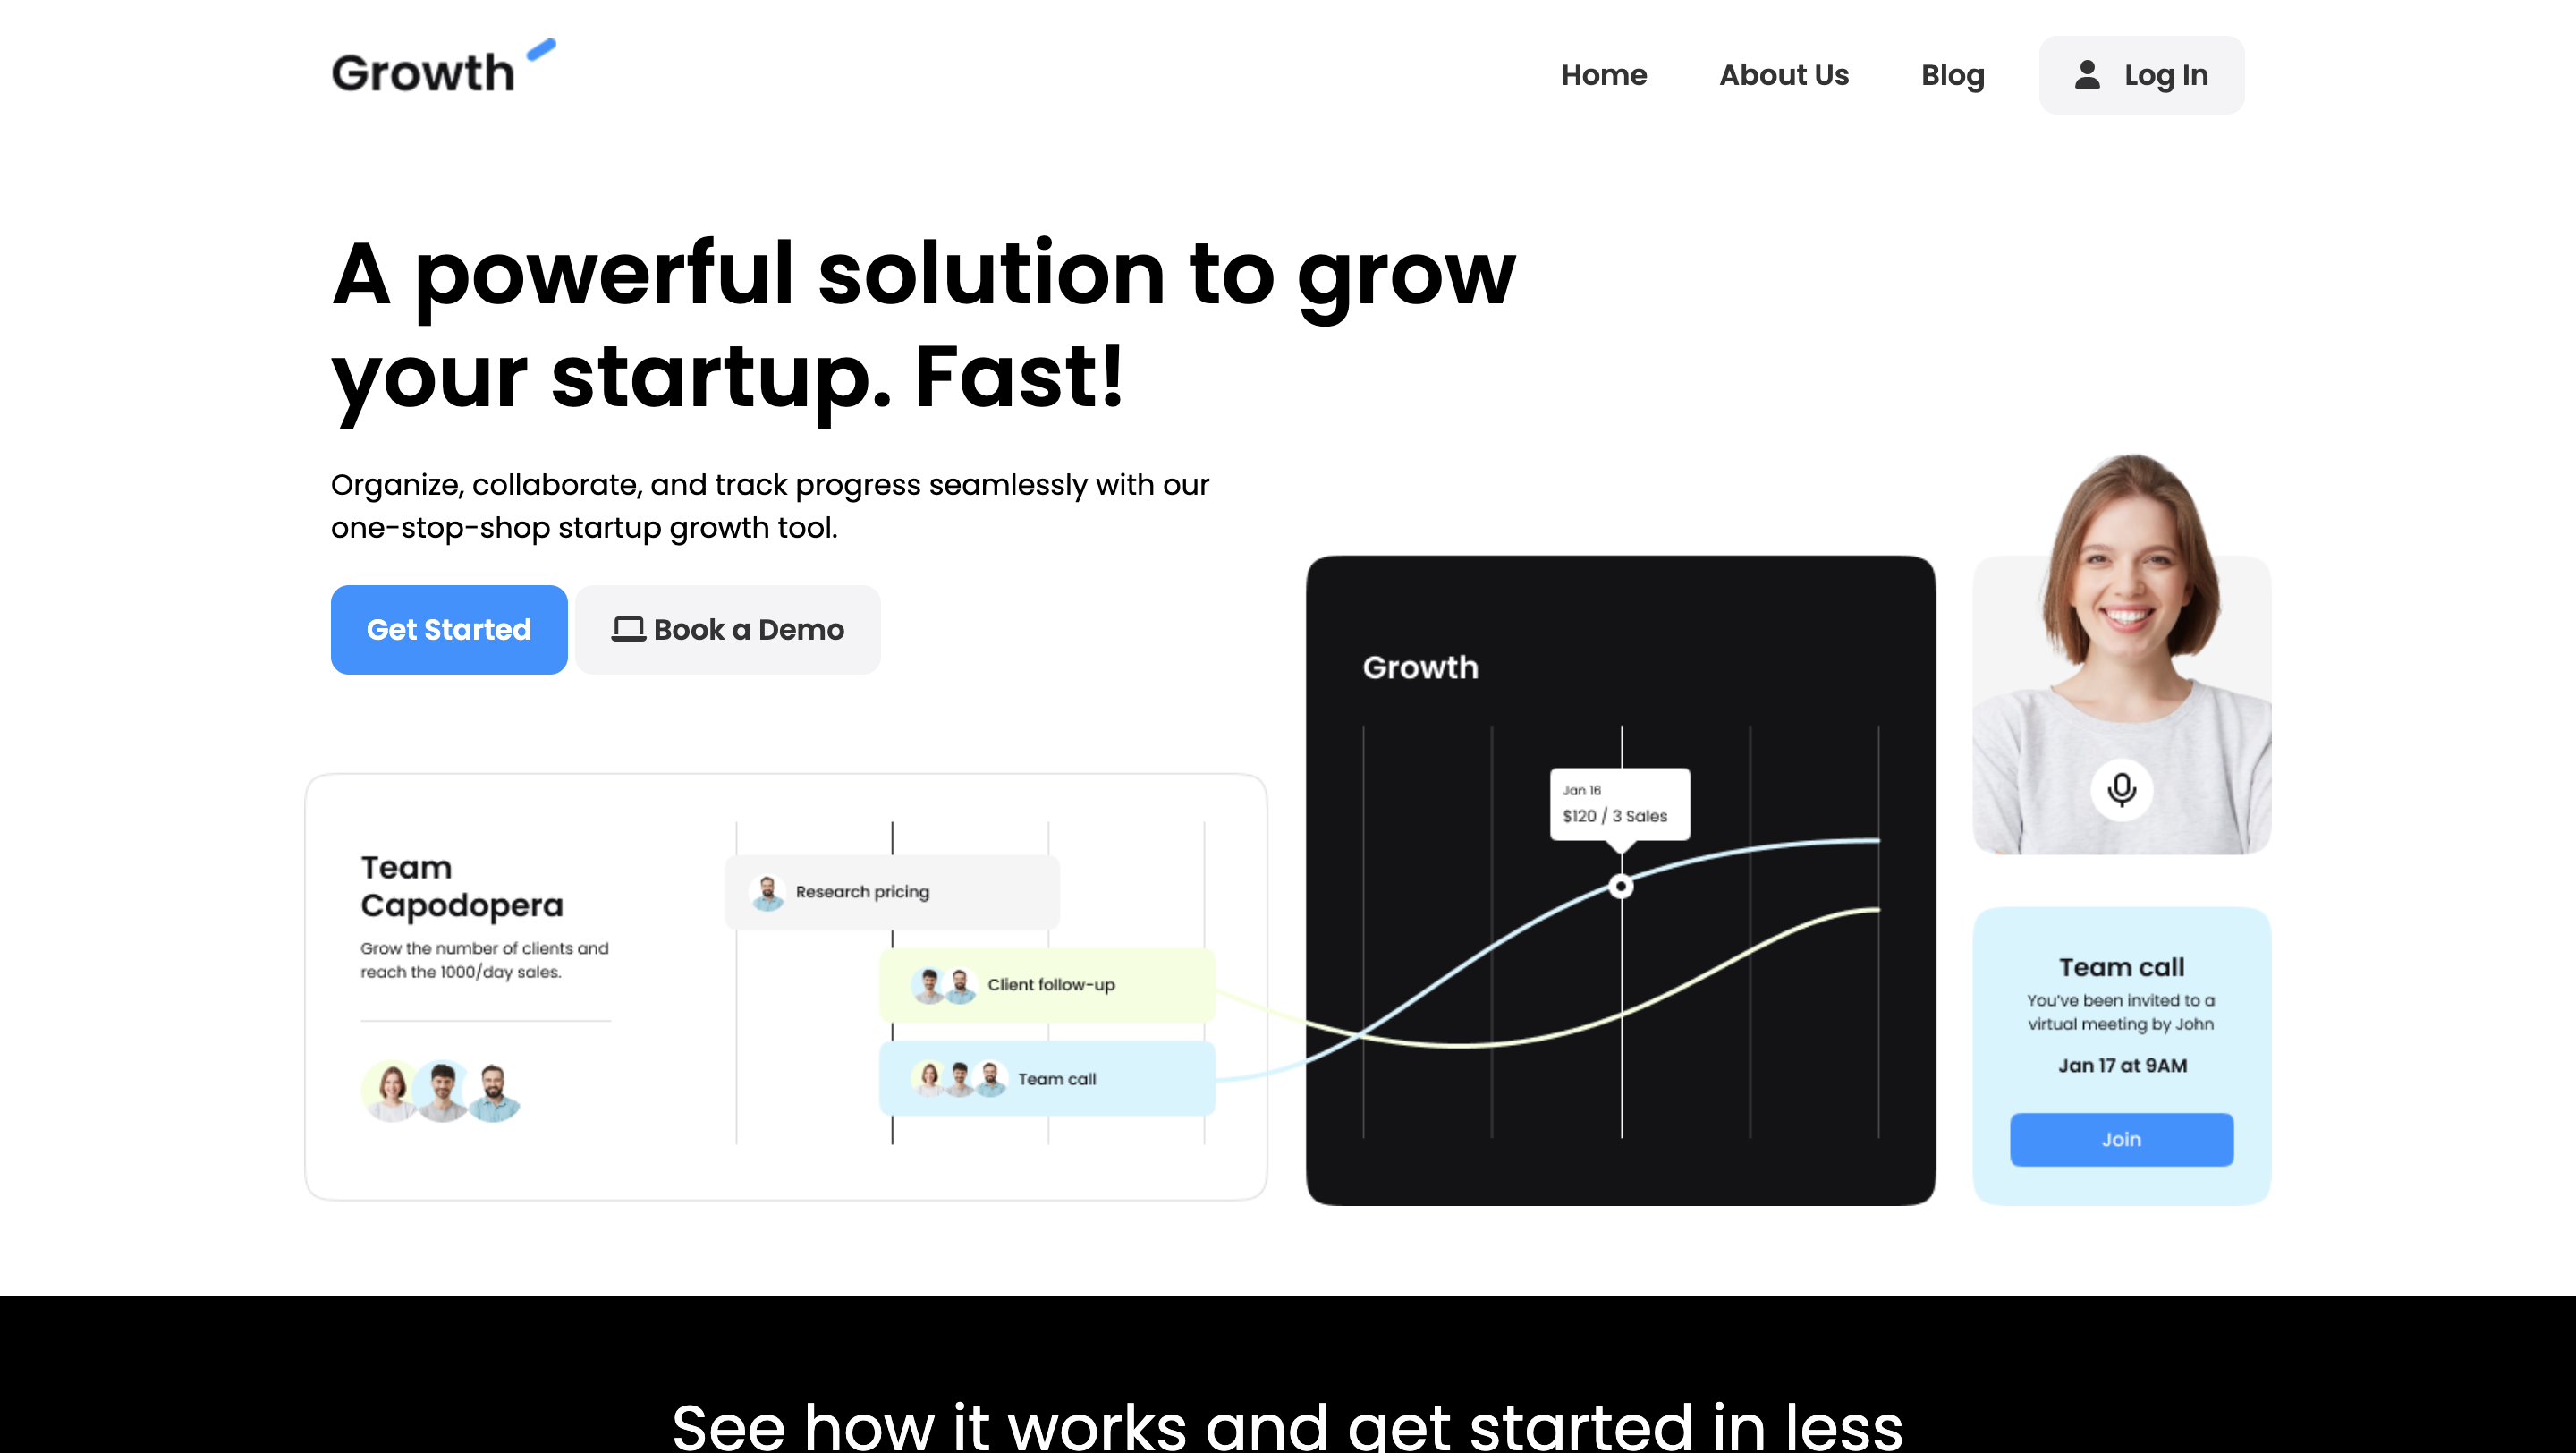 Growth
Home
About Us
Blog
Log In
A powerful solution to grow
your startup. Fast!
Organize, collaborate, and track progress seamlessly with our
one-stop-shop startup growth tool.
Get Started
Book a Demo
Team
Capodopera
Grow the number of clients and
reach the 1000/day sales.
Research pricing
Client follow-up
Team call
Growth
Jan 16
$120 / 3 Sales
Team call
You've been invited to a
virtual meeting by John
Jan 17 at 9AM
Join
See how it works and get started in less